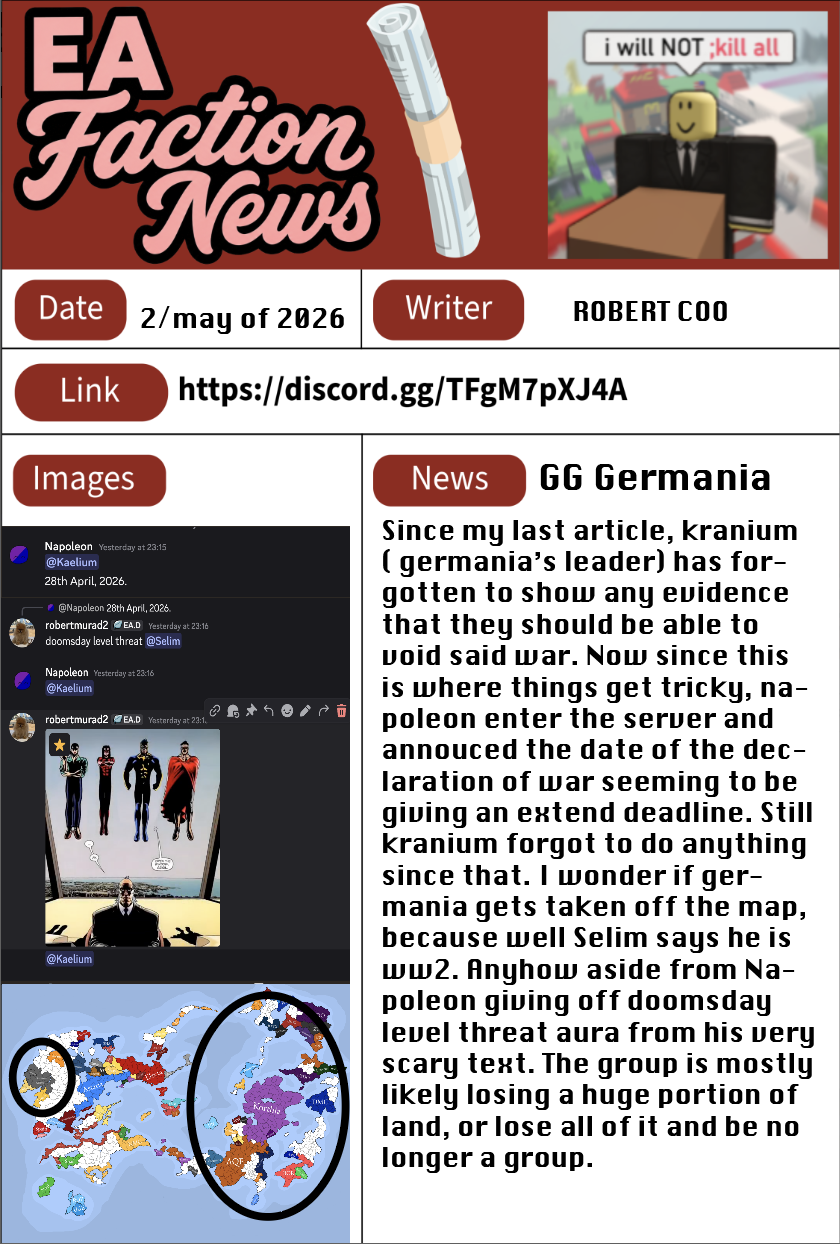 EA
Faction
News
i will NOT ;kill all
Date
2/may of 2026
Writer
ROBERT COO
Link
https://discord.gg/TFgM7pXJ4A
Images
Napoleon Yesterday at 23:15
@Kaelium
28th April, 2026.
@Napoleon 28th April, 2026.
robertmurad2 EA.D Yesterday at 23:16
doomsday level threat @Selim
Napoleon Yesterday at 23:16
@Kaelium
robertmurad2 EA.D Yesterday at 23:1
@Kaelium
Korblia
AQF
News
GG Germania
Since my last article, kranium
( germania's leader) has for-
gotten to show any evidence
that they should be able to
void said war. Now since this
is where things get tricky, na-
poleon enter the server and
annouced the date of the dec-
laration of war seeming to be
giving an extend deadline. Still
kranium forgot to do anything
since that. I wonder if ger-
mania gets taken off the map,
because well Selim says he is
ww2. Anyhow aside from Na-
poleon giving off doomsday
level threat aura from his very
scary text. The group is mostly
likely losing a huge portion of
land, or lose all of it and be no
longer a group.